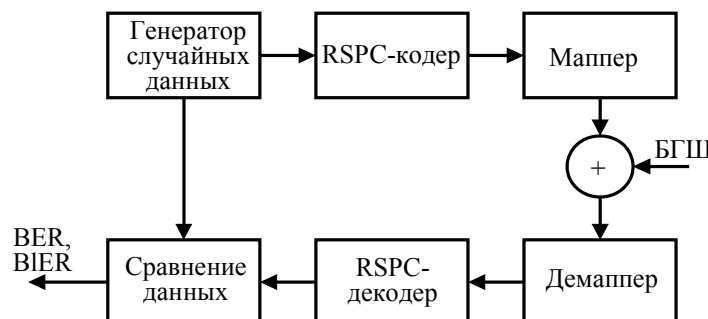 Генератор
случайных
данных
RSPC-кодер
Маппер
+
БГШ
BER,
BlER
Сравнение
данных
RSPC-
декодер
Демаппер